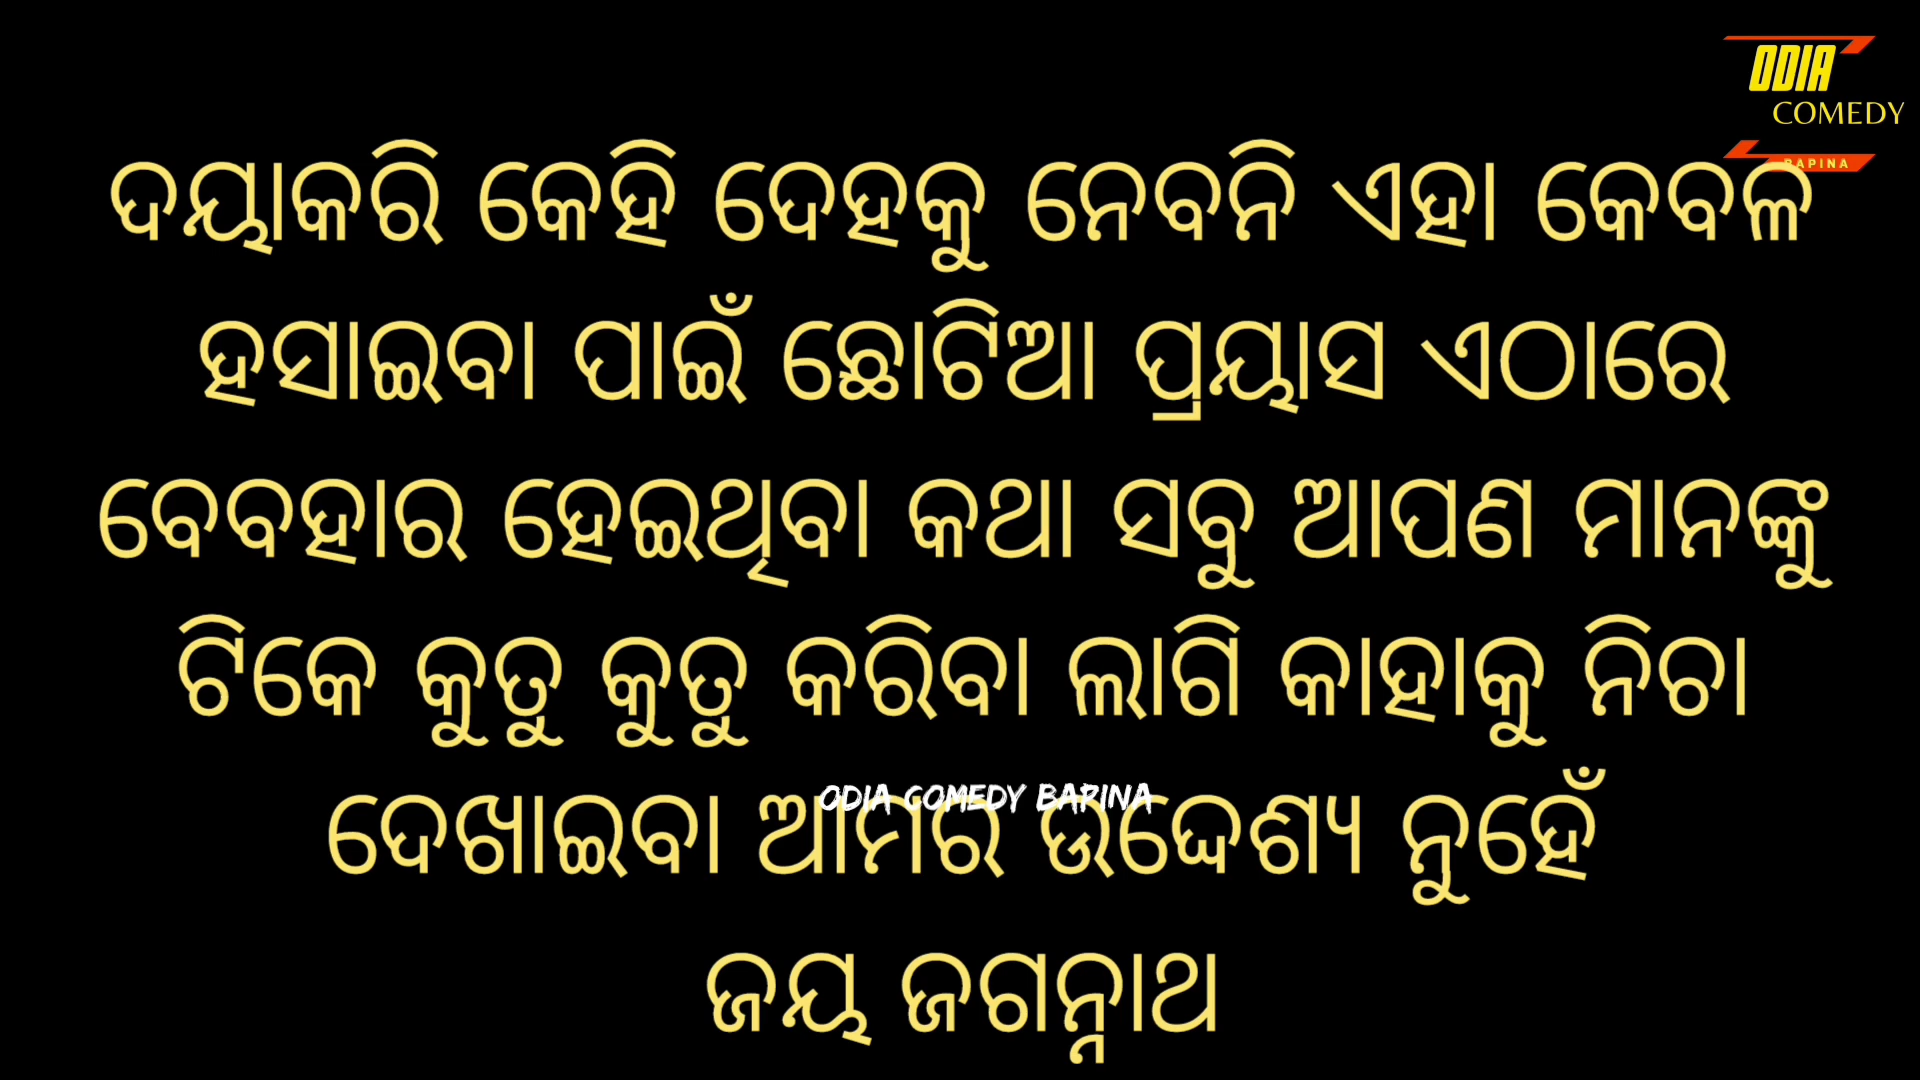 ODIA
COMEDY
BAPINA
ଦୟାକରି କେହି ଦେହକୁ ନେବନି ଏହା କେବଳ
ହସାଇବା ପାଇଁ ଛୋଟିଆ ପ୍ରୟାସ ଏଠାରେ
ବେବହାର ହେଇଥିବା କଥା ସବୁ ଆପଣ ମାନଙ୍କୁ
ଟିକେ କୁତୁ କୁତୁ କରିବା ଲାଗି କାହାକୁ ନିଚା
ଦେଖାଇବା ଆମର ଉଦ୍ଦେଶ୍ୟ ନୁହେଁ
ODIA COMEDY BAPINA
ଜୟ ଜଗନ୍ନାଥ